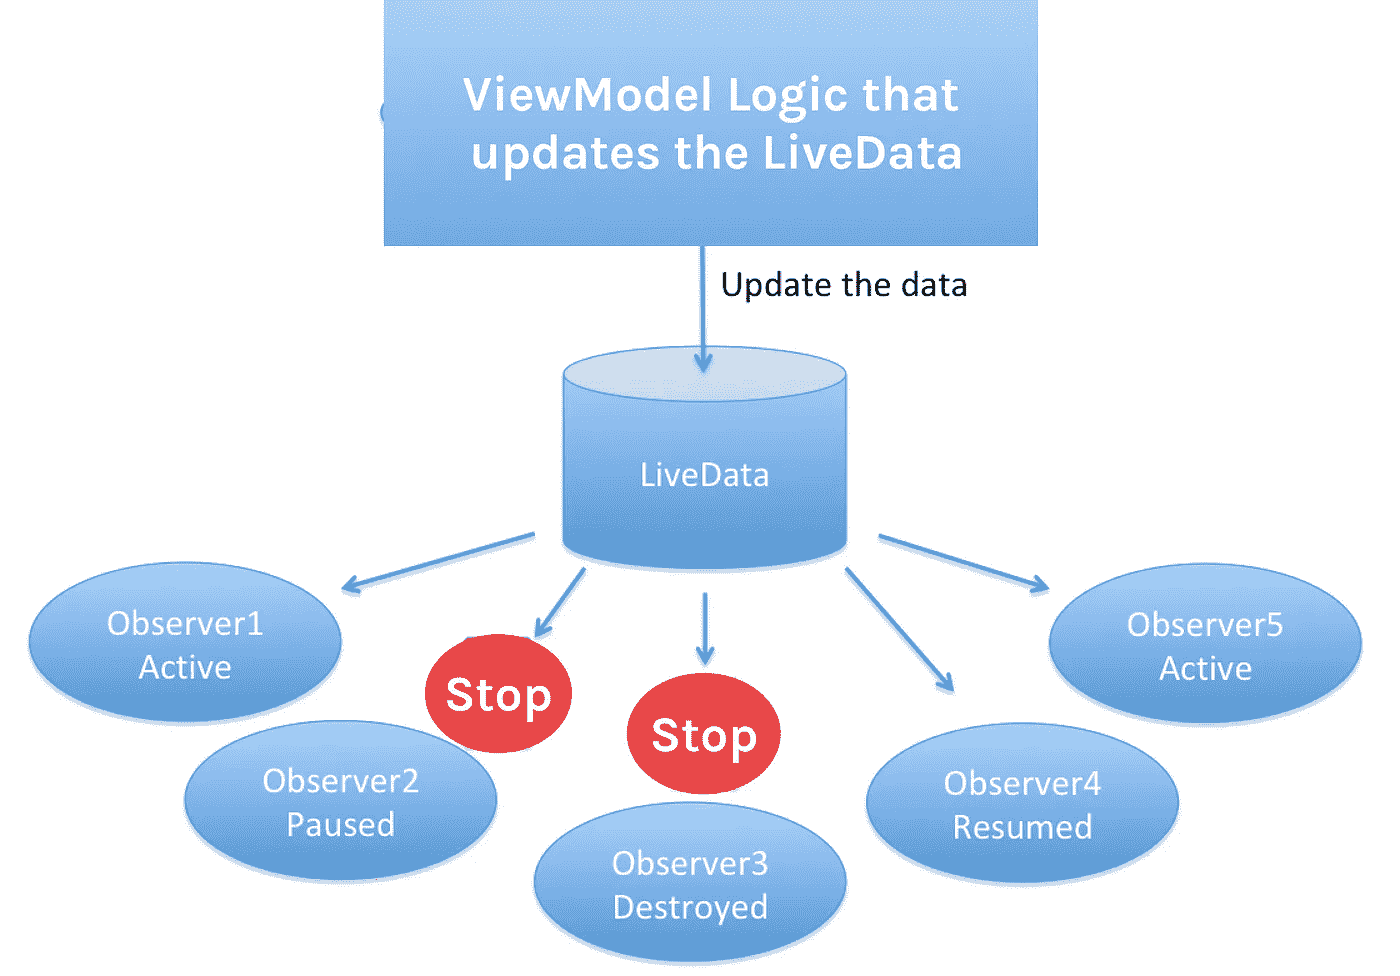 ViewModel Logic that
updates the LiveData
Update the data
LiveData
Observer1
Active
Stop
Observer2
Paused
Stop
Observer3
Destroyed
Observer4
Resumed
Observer5
Active